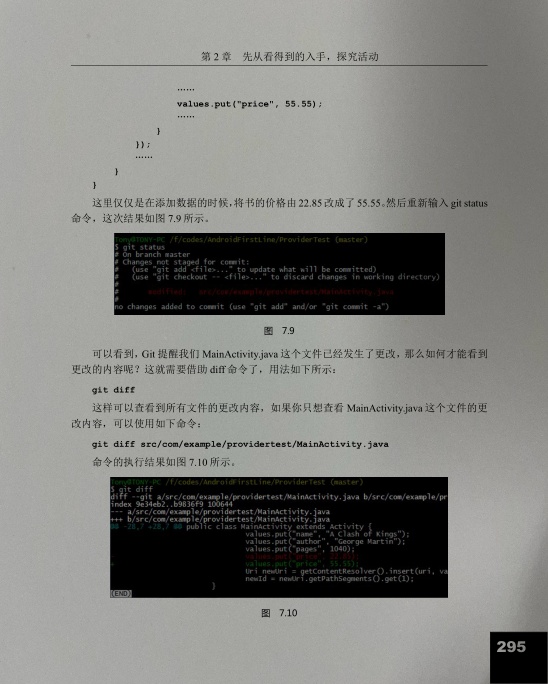 第 2 章 先从看得到的入手，探究活动
......
values.put("price", 55.55);
......
}
});
......
}
}
这里仅仅是在添加数据的时候，将书的价格由 22.85 改成了 55.55。然后重新输入 git status
命令，这次结果如图 7.9 所示。
Tony@TONY-PC /f/codes/AndroidFirstLine/ProviderTest (master)
$ git status
# On branch master
# Changes not staged for commit:
#   (use "git add <file>..." to update what will be committed)
#   (use "git checkout -- <file>..." to discard changes in working directory)
#
#       modified:   src/com/example/providertest/MainActivity.java
#
no changes added to commit (use "git add" and/or "git commit -a")
图 7.9
可以看到，Git 提醒我们 MainActivity.java 这个文件已经发生了更改，那么如何才能看到
更改的内容呢？这就需要借助 diff 命令了，用法如下所示：
git diff
这样可以查看到所有文件的更改内容，如果你只想查看 MainActivity.java 这个文件的更
改内容，可以使用如下命令：
git diff src/com/example/providertest/MainActivity.java
命令的执行结果如图 7.10 所示。
Tony@TONY-PC /f/codes/AndroidFirstLine/ProviderTest (master)
$ git diff
diff --git a/src/com/example/providertest/MainActivity.java b/src/com/example/pr
index 9e34eb2..b9836f9 100644
--- a/src/com/example/providertest/MainActivity.java
+++ b/src/com/example/providertest/MainActivity.java
@@ -28,7 +28,7 @@ public class MainActivity extends Activity {
values.put("name", "A Clash of Kings");
values.put("author", "George Martin");
values.put("pages", 1040);
- values.put("price", 22.85);
+ values.put("price", 55.55);
Uri newUri = getContentResolver().insert(uri, va
newId = newUri.getPathSegments().get(1);
}
(END)
图 7.10
295